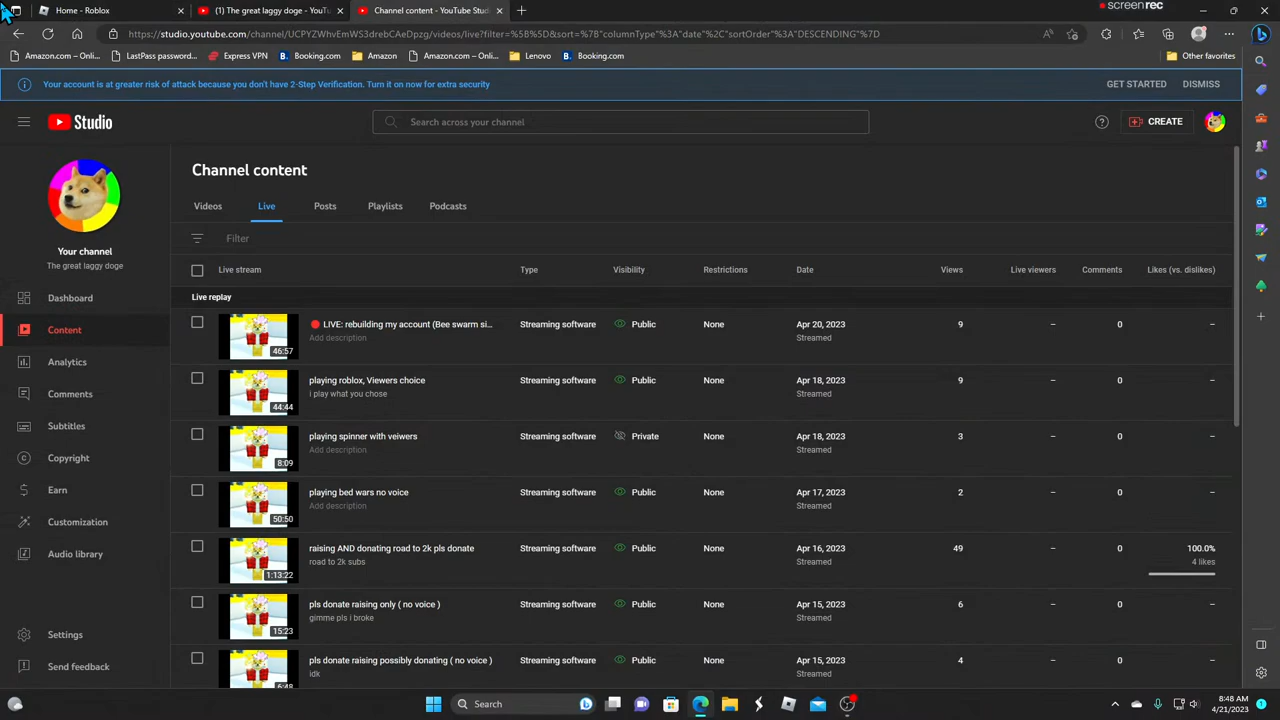 Home - Roblox
(1) The great laggy doge - YouTu
Channel content - YouTube Studi
screenrec
https://studio.youtube.com/channel/UCPYZWhvEmWS3drebCAeDpzg/videos/live?filter=%5B%5D&sort=%7B"columnType"%3A"date"%2C"sortOrder"%3A"DESCENDING"%7D
Amazon.com – Onli... LastPass password... Express VPN Booking.com Amazon Amazon.com – Onli... Lenovo Booking.com Other favorites
Your account is at greater risk of attack because you don't have 2-Step Verification. Turn it on now for extra security GET STARTED DISMISS
Studio Search across your channel CREATE
Channel content
Videos Live Posts Playlists Podcasts
Filter
Your channel
The great laggy doge
Dashboard
Content
Analytics
Comments
Subtitles
Copyright
Earn
Customization
Audio library
Settings
Send feedback
Live stream Type Visibility Restrictions Date Views Live viewers Comments Likes (vs. dislikes)
Live replay
LIVE: rebuilding my account (Bee swarm si... Streaming software Public None Apr 20, 2023 9 – 0 –
Add description Streamed
46:57
playing roblox, Viewers choice Streaming software Public None Apr 18, 2023 9 – 0 –
i play what you chose Streamed
44:44
playing spinner with veiwers Streaming software Private None Apr 18, 2023 3 – 0 –
Add description Streamed
8:09
playing bed wars no voice Streaming software Public None Apr 17, 2023 2 – 0 –
Add description Streamed
50:50
raising AND donating road to 2k pls donate Streaming software Public None Apr 16, 2023 49 – 0 100.0%
road to 2k subs Streamed 4 likes
1:13:22
pls donate raising only ( no voice ) Streaming software Public None Apr 15, 2023 6 – 0 –
gimme pls i broke Streamed
15:23
pls donate raising possibly donating ( no voice ) Streaming software Public None Apr 15, 2023 4 – 0 –
Idk Streamed
6:48
Search
8:48 AM
4/21/2023